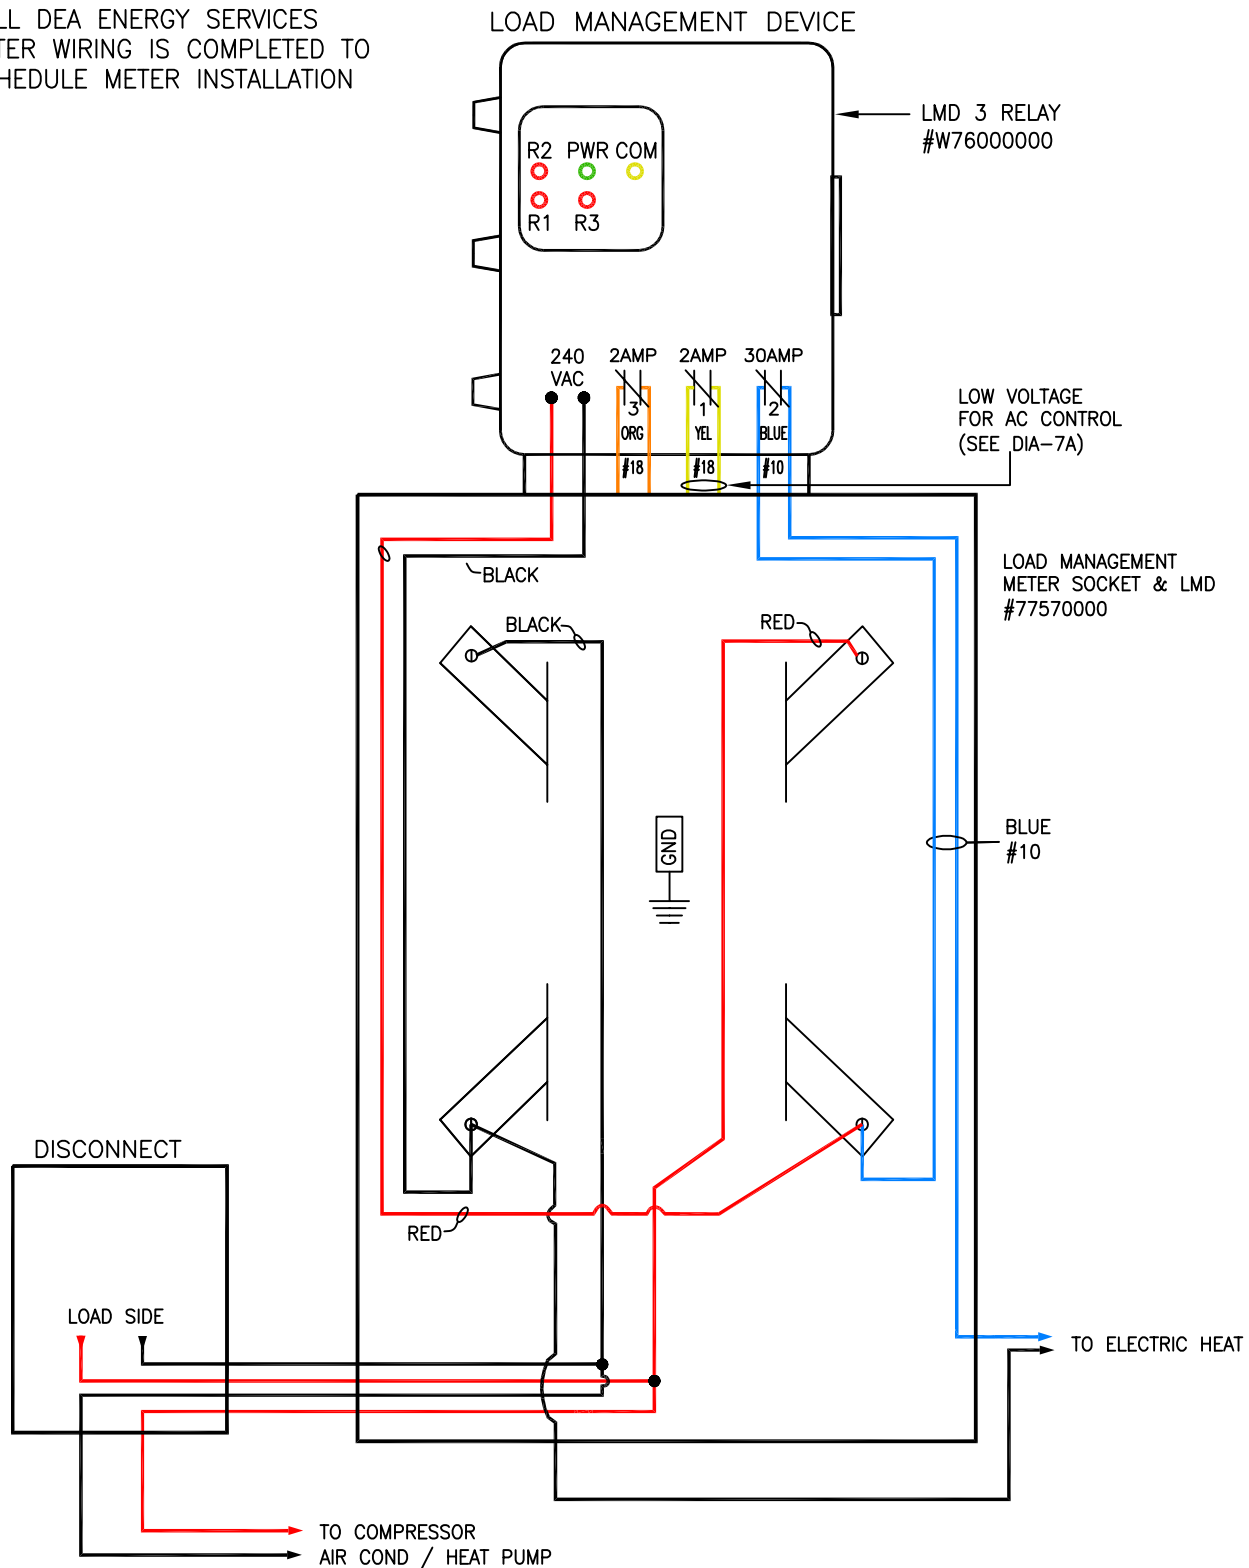 DEA ENERGY SERVICES
WIRING IS COMPLETED TO
METER INSTALLATION
LOAD MANAGEMENT DEVICE
LMD 3 RELAY
#W76000000
R2 PWR COM
R1 R3
240
VAC
2AMP
3
ORG
#18
2AMP
1
YEL
#18
30AMP
2
BLUE
#10
LOW VOLTAGE
FOR AC CONTROL
(SEE DIA-7A)
LOAD MANAGEMENT
METER SOCKET & LMD
#77570000
BLACK
BLACK
RED
GND
BLUE
#10
DISCONNECT
RED
LOAD SIDE
TO ELECTRIC HEAT
TO COMPRESSOR
AIR COND / HEAT PUMP